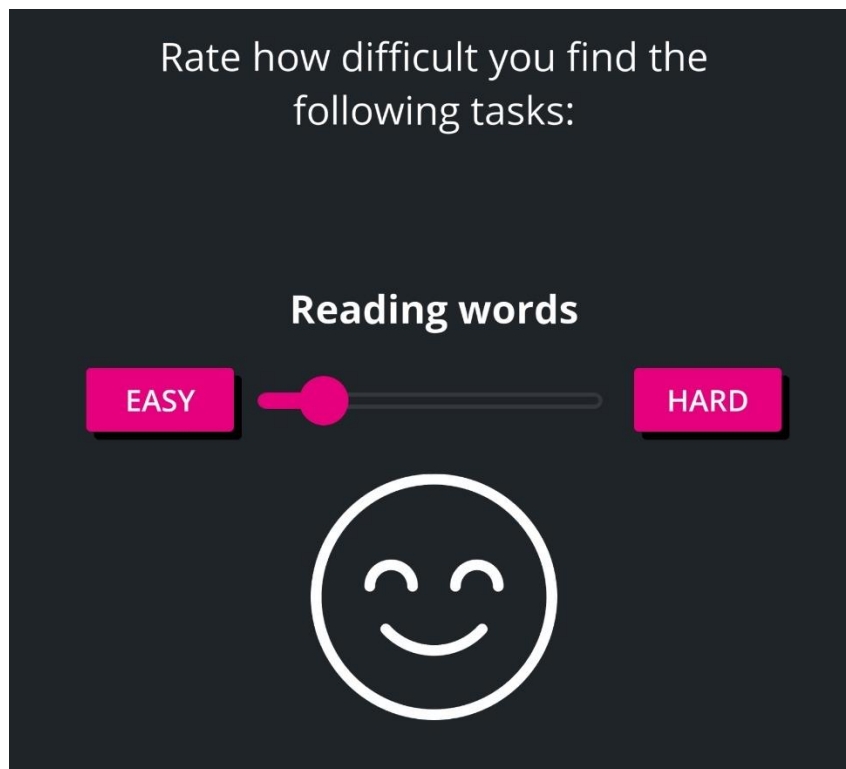 Rate how difficult you find the
following tasks:
Reading words
EASY
HARD